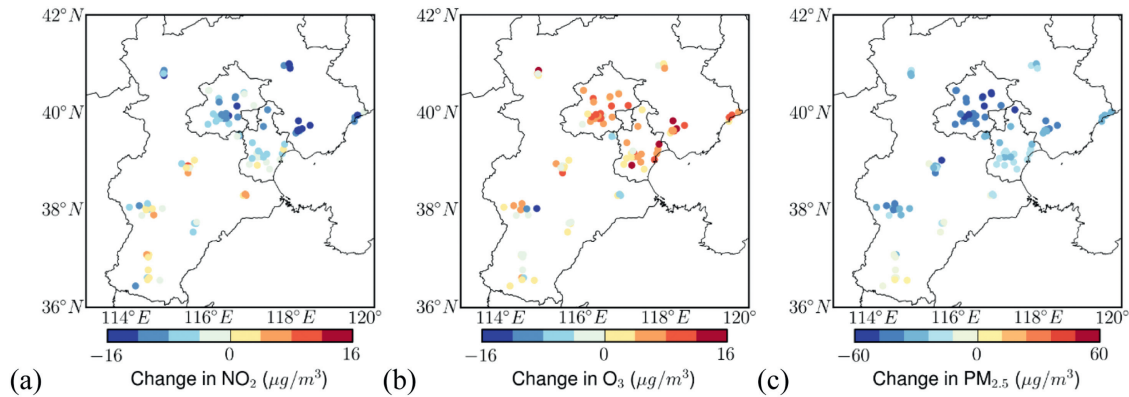 42° N
40° N
38° N
36° N
114° E
116° E
118° E
120°
−16
0
16
(a)
Change in NO₂ (μg/m³)
42° N
40° N
38° N
36° N
114° E
116° E
118° E
120°
−16
0
16
(b)
Change in O₃ (μg/m³)
42° N
40° N
38° N
36° N
114° E
116° E
118° E
120°
−60
0
60
(c)
Change in PM₂.₅ (μg/m³)